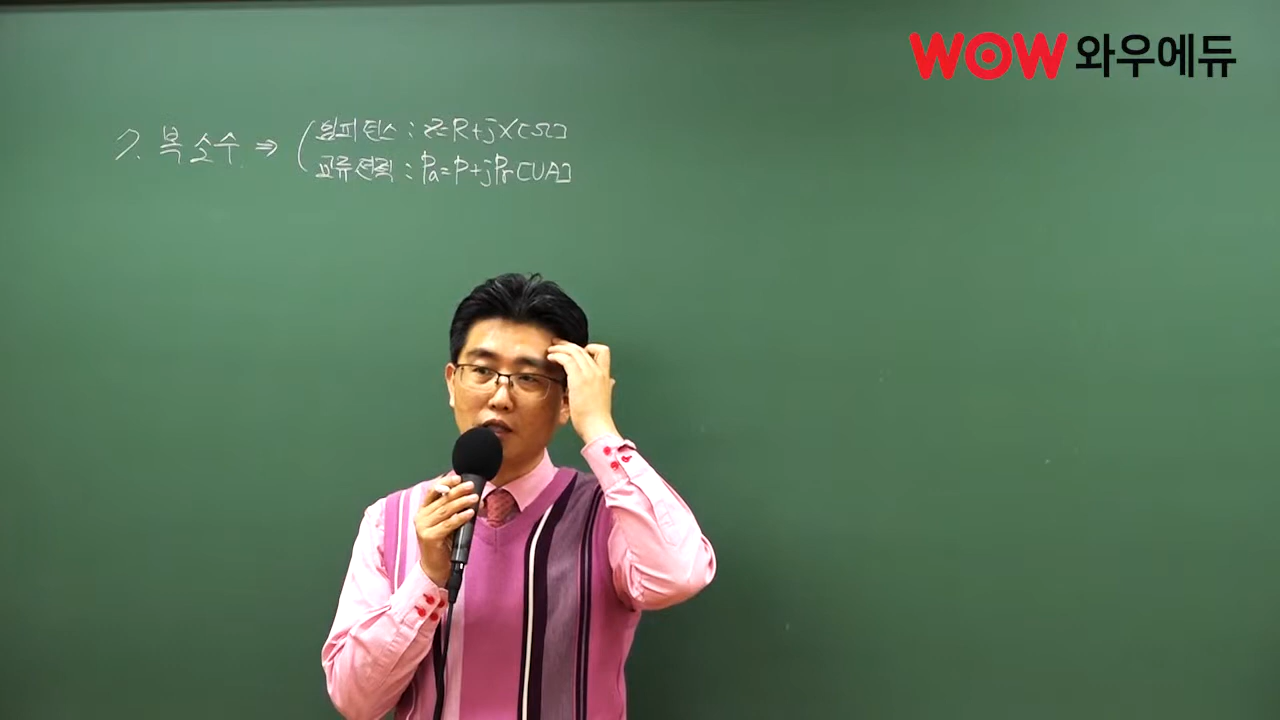 WOW 와우에듀
7. 복소수 ⇒
임피던스 : Z=R+jX[Ω]
교류전력 : Pa=P+jPr[VA]